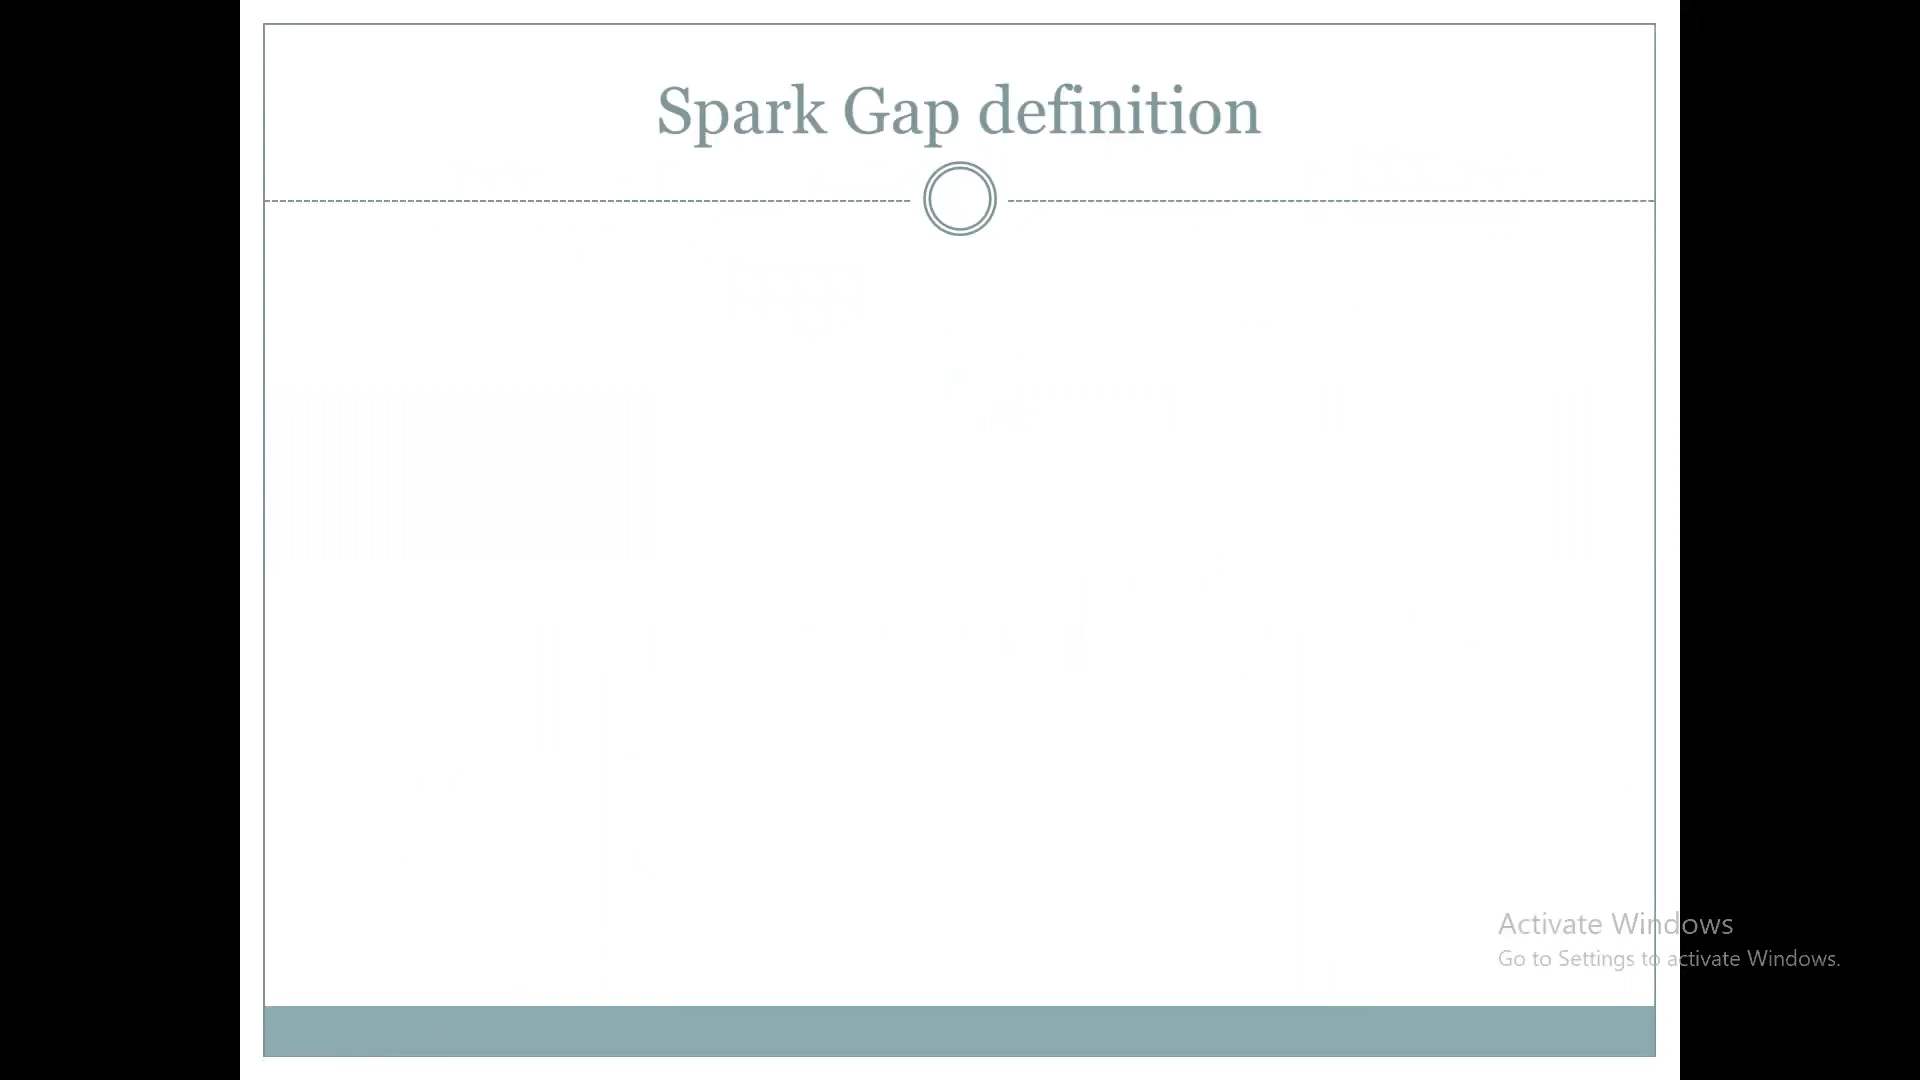 Spark Gap definition
Activate Windows
Go to Settings to activate Windows.